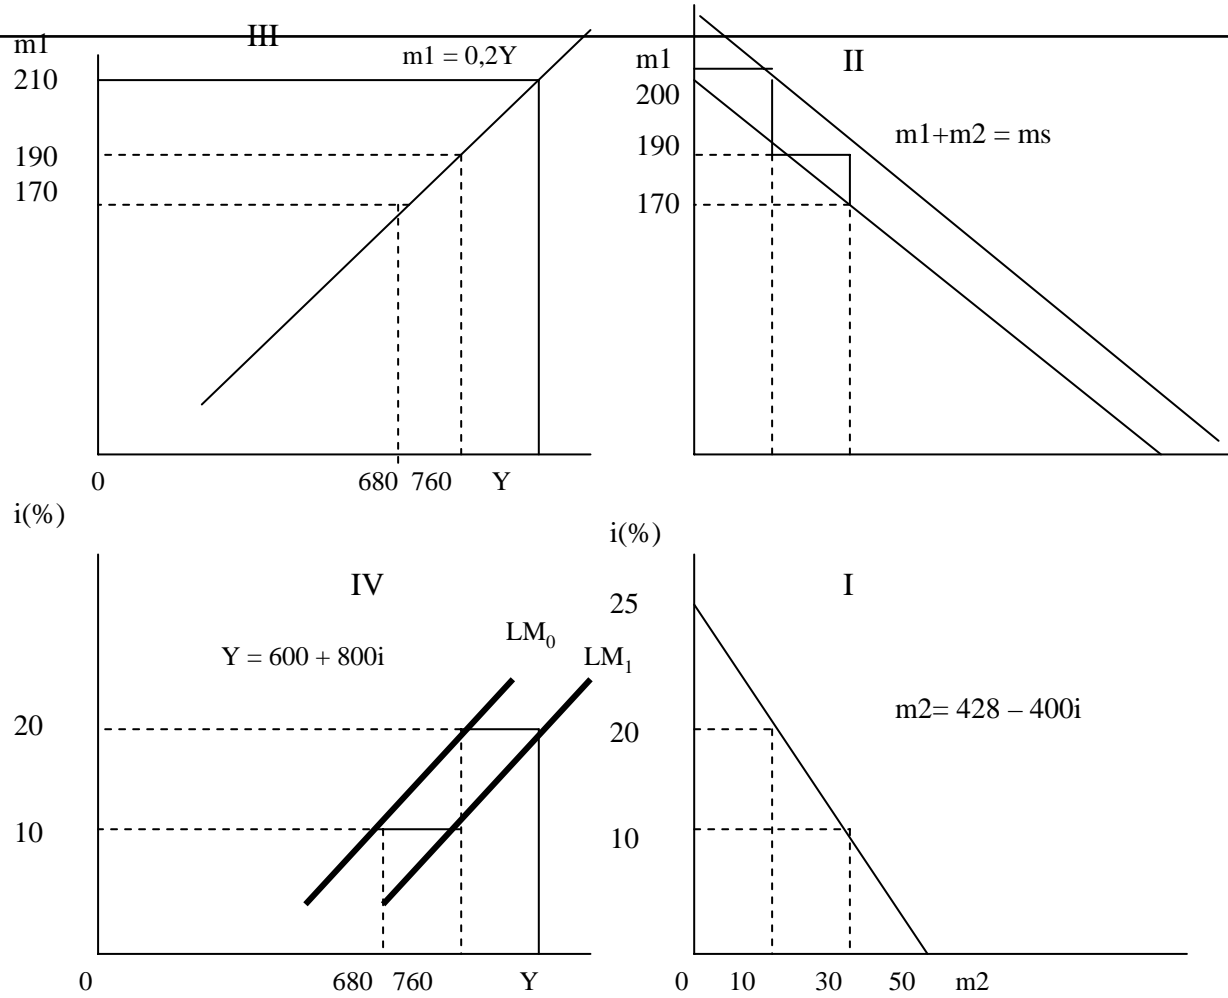 III
m1
m1 = 0,2Y
210
190
170
0
680
760
Y
m1
II
200
190
m1+m2 = ms
170
i(%)
IV
LM0
Y = 600 + 800i
LM1
20
10
0
680
760
Y
i(%)
I
25
m2= 428 – 400i
20
10
0
10
30
50
m2